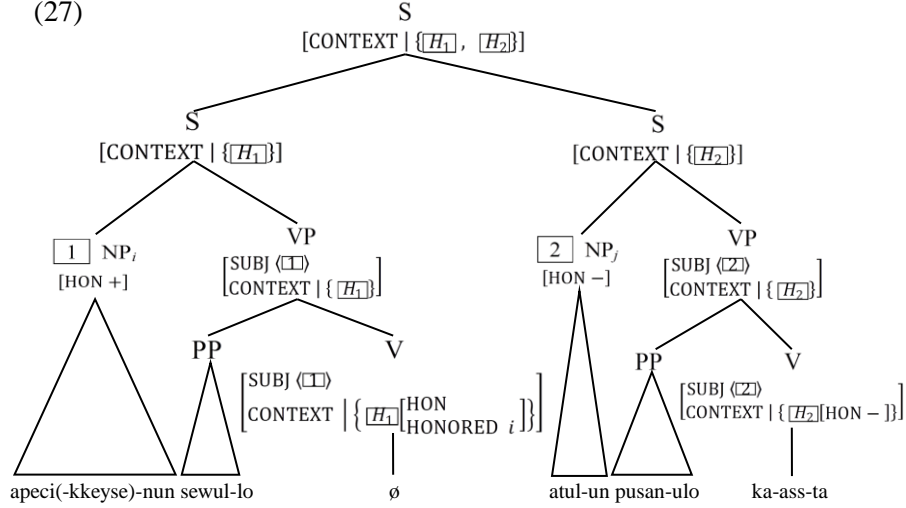 (27)
S
[CONTEXT | {H₁, H₂}]
S
[CONTEXT | {H₁}]
S
[CONTEXT | {H₂}]
1 NPᵢ
[HON +]
VP
[SUBJ ⟨1⟩
CONTEXT | {H₁}]
2 NPⱼ
[HON −]
VP
[SUBJ ⟨2⟩
CONTEXT | {H₂}]
PP
V
[SUBJ ⟨1⟩
CONTEXT | {H₁[HON
HONORED i]}]
PP
V
[SUBJ ⟨2⟩
CONTEXT | {H₂[HON −]}]
apeci(-kkeyse)-nun sewul-lo ø atul-un pusan-ulo ka-ass-ta